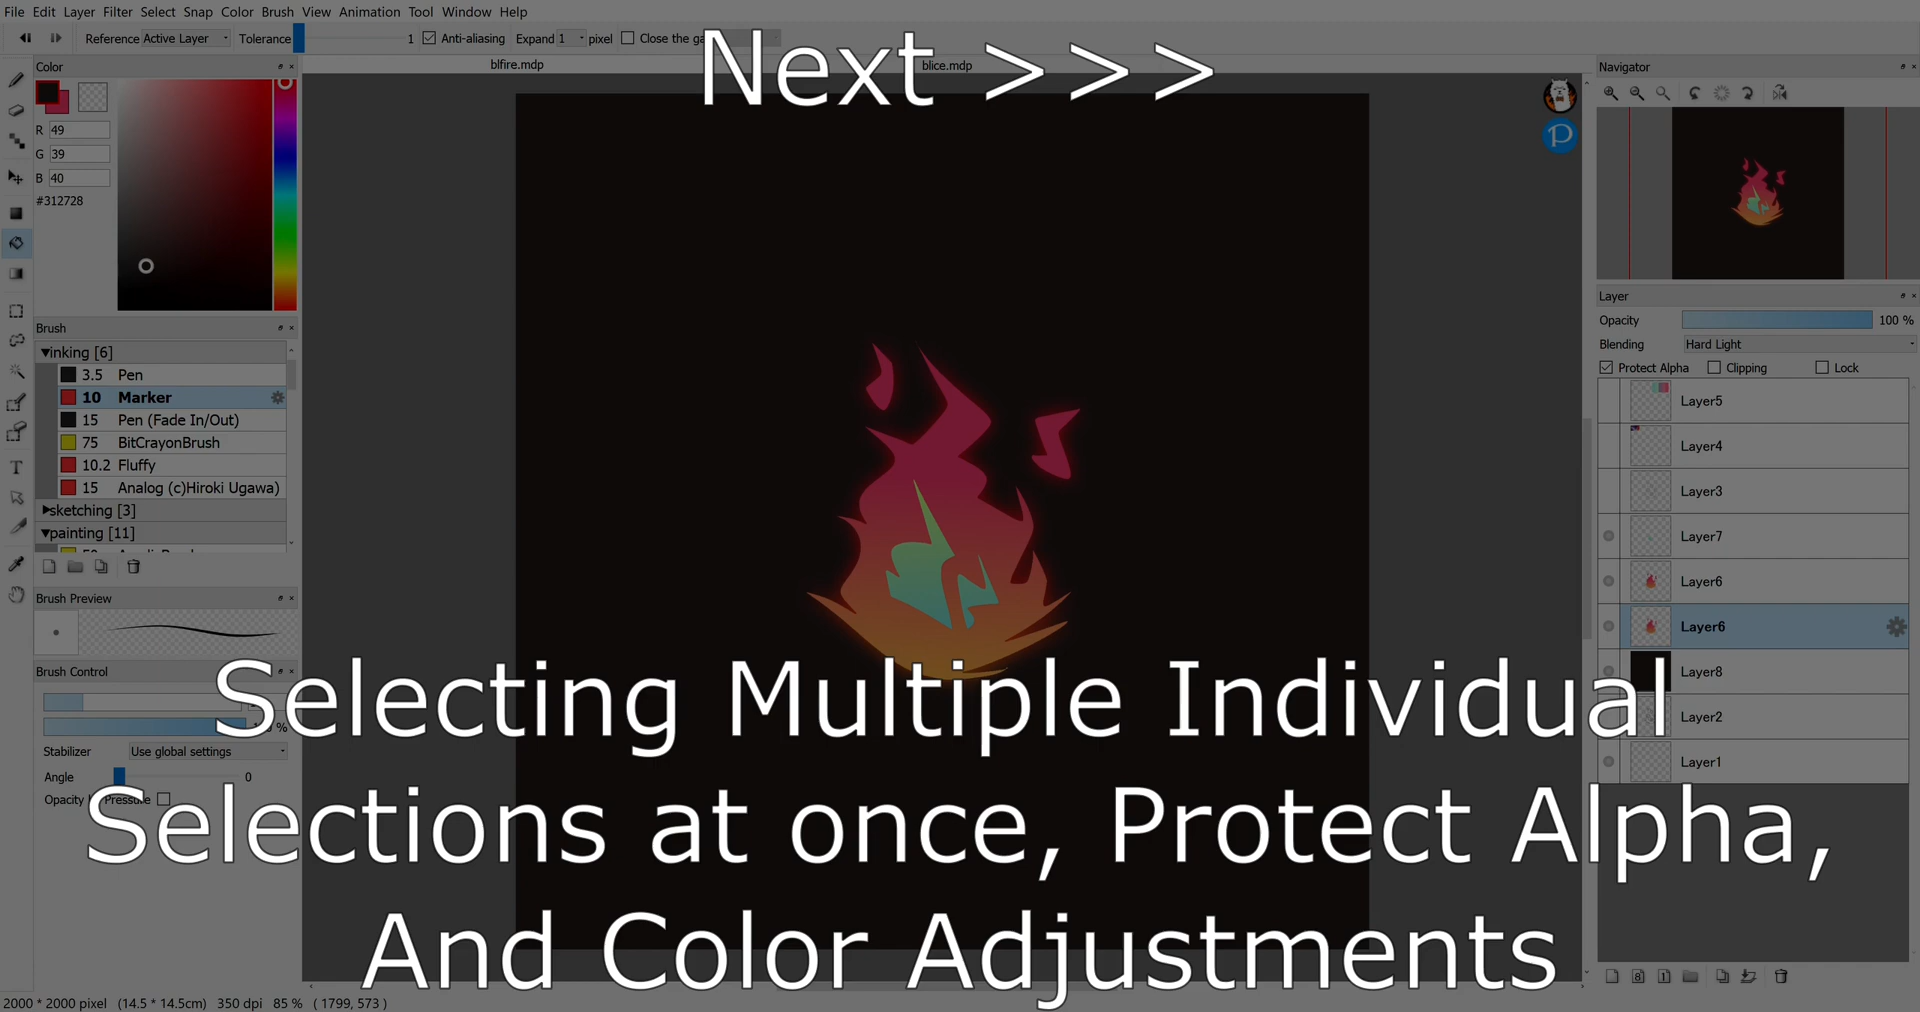 File Edit Layer Filter Select Snap Color Brush View Animation Tool Window Help
Reference Active Layer Tolerance 1 Anti-aliasing Expand 1 pixel Close the ga
Next >>>
blfire.mdp
blice.mdp
Color
R 49
G 39
B 40
#312728
Brush
inking [6]
3.5 Pen
10 Marker
15 Pen (Fade In/Out)
75 BitCrayonBrush
10.2 Fluffy
15 Analog (c)Hiroki Ugawa)
sketching [3]
painting [11]
Brush Preview
Brush Control
%
Stabilizer Use global settings
Angle 0
Opacity Pressure
P
Navigator
Layer
Opacity 100 %
Blending Hard Light
Protect Alpha Clipping Lock
Layer5
Layer4
Layer3
Layer7
Layer6
Layer6
Layer8
Layer2
Layer1
8 1
Selecting Multiple Individual
Selections at once, Protect Alpha,
And Color Adjustments
2000 * 2000 pixel (14.5 * 14.5cm) 350 dpi 85 % ( 1799, 573 )